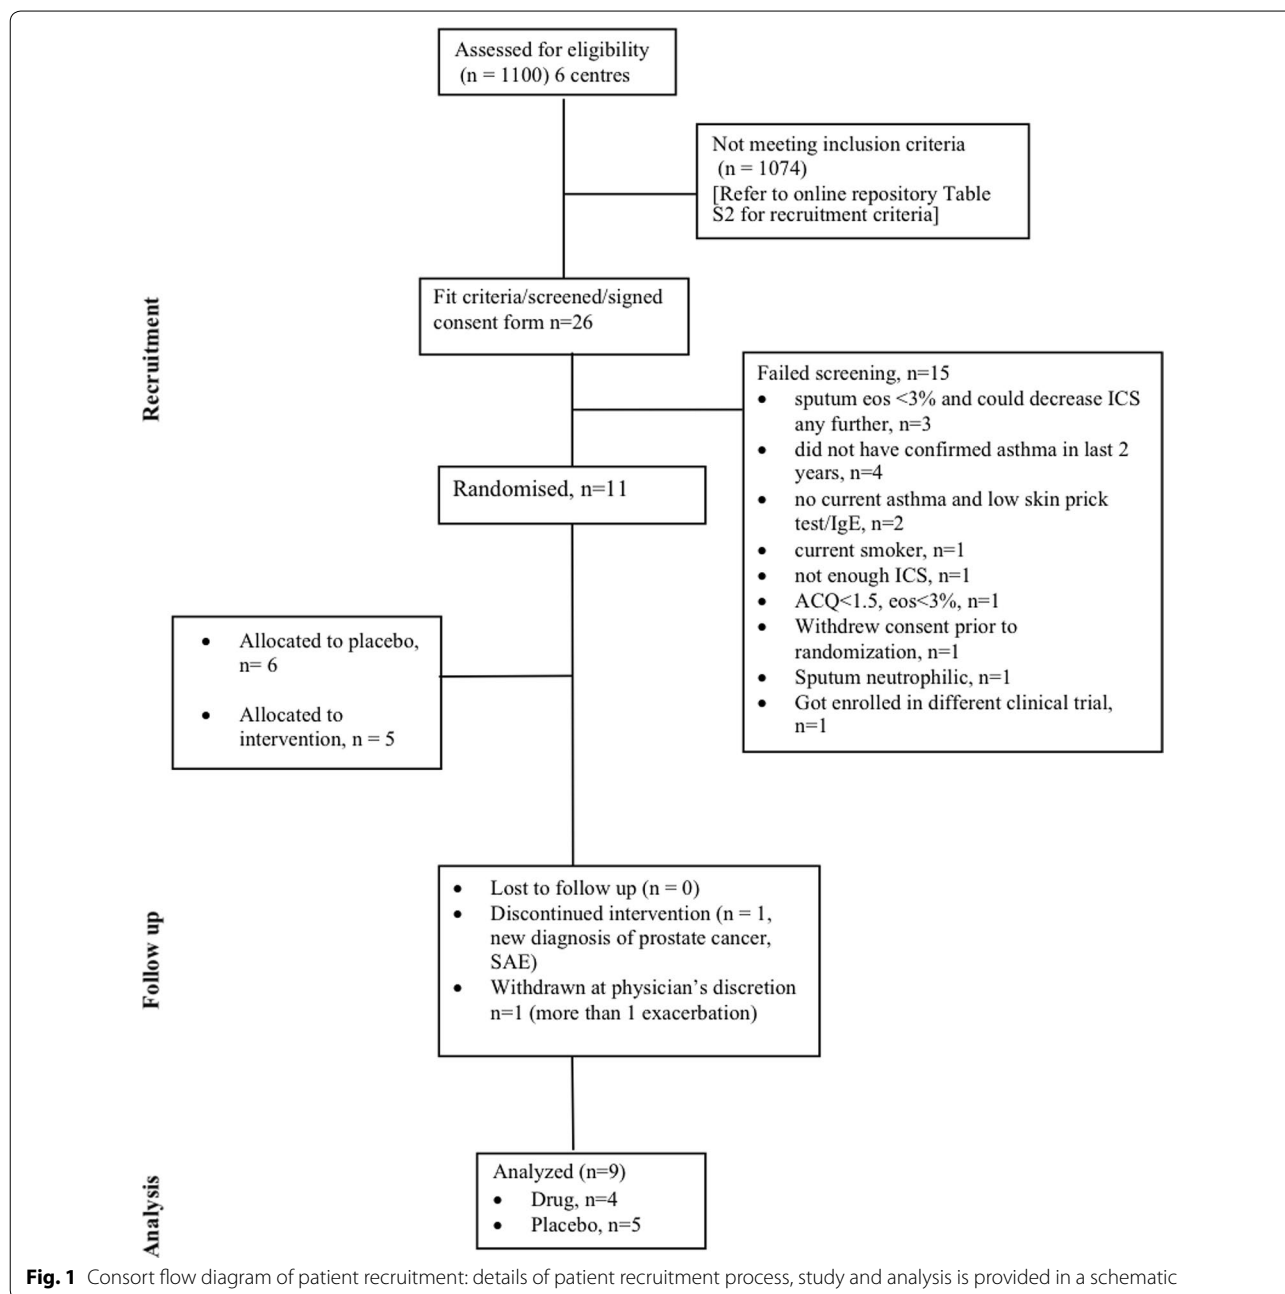 Assessed for eligibility
(n = 1100) 6 centres
Not meeting inclusion criteria
(n = 1074)
[Refer to online repository Table
S2 for recruitment criteria]
Recruitment
Fit criteria/screened/signed
consent form n=26
Failed screening, n=15
• sputum eos <3% and could decrease ICS
any further, n=3
• did not have confirmed asthma in last 2
years, n=4
• no current asthma and low skin prick
test/IgE, n=2
• current smoker, n=1
• not enough ICS, n=1
• ACQ<1.5, eos<3%, n=1
• Withdrew consent prior to
randomization, n=1
• Sputum neutrophilic, n=1
• Got enrolled in different clinical trial,
n=1
Randomised, n=11
• Allocated to placebo,
n= 6
• Allocated to
intervention, n = 5
Follow up
• Lost to follow up (n = 0)
• Discontinued intervention (n = 1,
new diagnosis of prostate cancer,
SAE)
• Withdrawn at physician’s discretion
n=1 (more than 1 exacerbation)
Analysis
Analyzed (n=9)
• Drug, n=4
• Placebo, n=5
Fig. 1 Consort flow diagram of patient recruitment: details of patient recruitment process, study and analysis is provided in a schematic